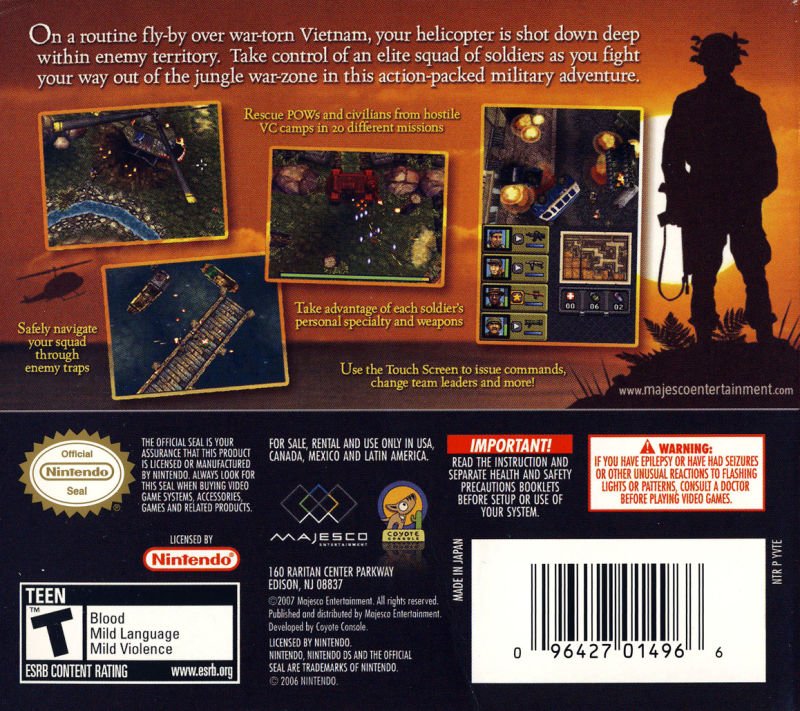 On a routine fly-by over war-torn Vietnam, your helicopter is shot down deep
within enemy territory. Take control of an elite squad of soldiers as you fight
your way out of the jungle war-zone in this action-packed military adventure.
Rescue POWs and civilians from hostile
VC camps in 20 different missions
Take advantage of each soldier's
personal specialty and weapons
00 06 02
Safely navigate
your squad
through
enemy traps
Use the Touch Screen to issue commands,
change team leaders and more!
www.majescoentertainment.com
Official
Nintendo
Seal
®
THE OFFICIAL SEAL IS YOUR
ASSURANCE THAT THIS PRODUCT
IS LICENSED OR MANUFACTURED
BY NINTENDO. ALWAYS LOOK FOR
THIS SEAL WHEN BUYING VIDEO
GAME SYSTEMS, ACCESSORIES,
GAMES AND RELATED PRODUCTS.
LICENSED BY
Nintendo®
TEEN
TM
T
Blood
Mild Language
Mild Violence
ESRB CONTENT RATING www.esrb.org
FOR SALE, RENTAL AND USE ONLY IN USA,
CANADA, MEXICO AND LATIN AMERICA.
MAJESCO
ENTERTAINMENT
COYOTE
CONSOLE
160 RARITAN CENTER PARKWAY
EDISON, NJ 08837
©2007 Majesco Entertainment. All rights reserved.
Published and distributed by Majesco Entertainment.
Developed by Coyote Console.
LICENSED BY NINTENDO.
NINTENDO, NINTENDO DS AND THE OFFICIAL
SEAL ARE TRADEMARKS OF NINTENDO.
© 2006 NINTENDO.
IMPORTANT!
READ THE INSTRUCTION AND
SEPARATE HEALTH AND SAFETY
PRECAUTIONS BOOKLETS
BEFORE SETUP OR USE OF
YOUR SYSTEM.
WARNING:
IF YOU HAVE EPILEPSY OR HAVE HAD SEIZURES
OR OTHER UNUSUAL REACTIONS TO FLASHING
LIGHTS OR PATTERNS, CONSULT A DOCTOR
BEFORE PLAYING VIDEO GAMES.
MADE IN JAPAN
0 96427 01496 6
NTR P YVTE